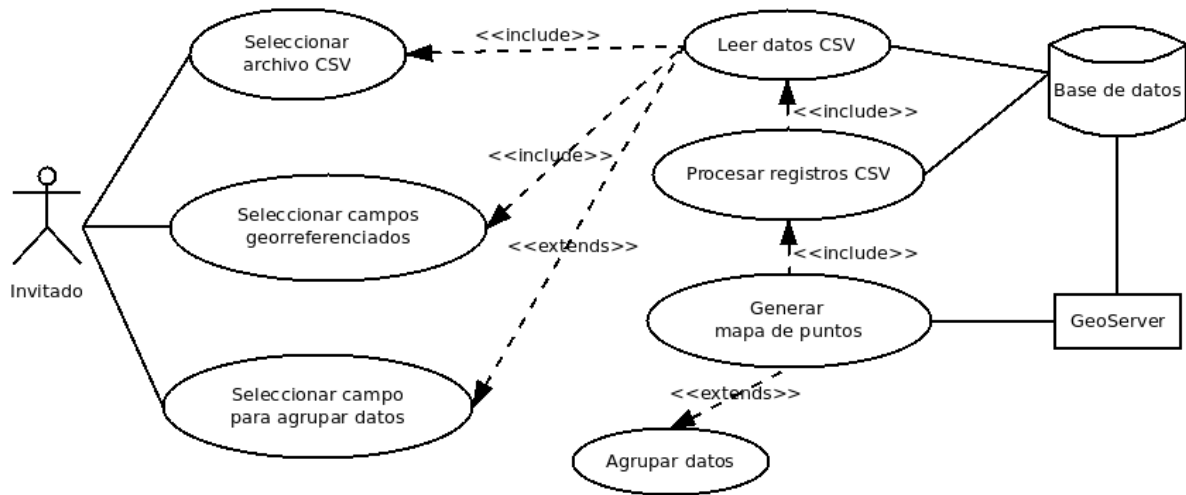 Seleccionar
archivo CSV
<<include>>
Leer datos CSV
Base de datos
<<include>>
<<include>>
Procesar registros CSV
Seleccionar campos
georreferenciados
<<extends>>
<<include>>
Invitado
Generar
mapa de puntos
GeoServer
Seleccionar campo
para agrupar datos
<<extends>>
Agrupar datos